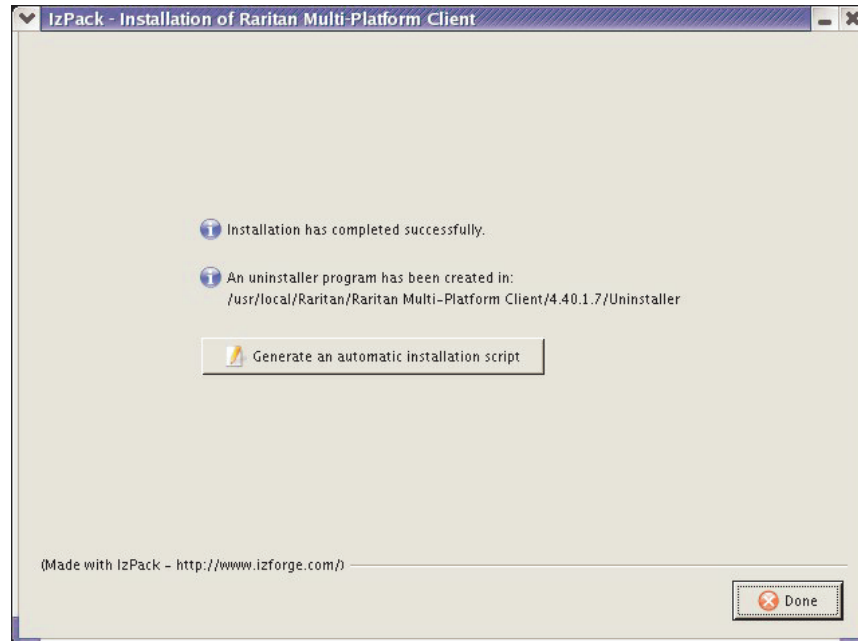 IzPack - Installation of Raritan Multi-Platform Client
Installation has completed successfully.
An uninstaller program has been created in:
/usr/local/Raritan/Raritan Multi-Platform Client/4.40.1.7/Uninstaller
Generate an automatic installation script
(Made with IzPack - http://www.izforge.com/)
Done